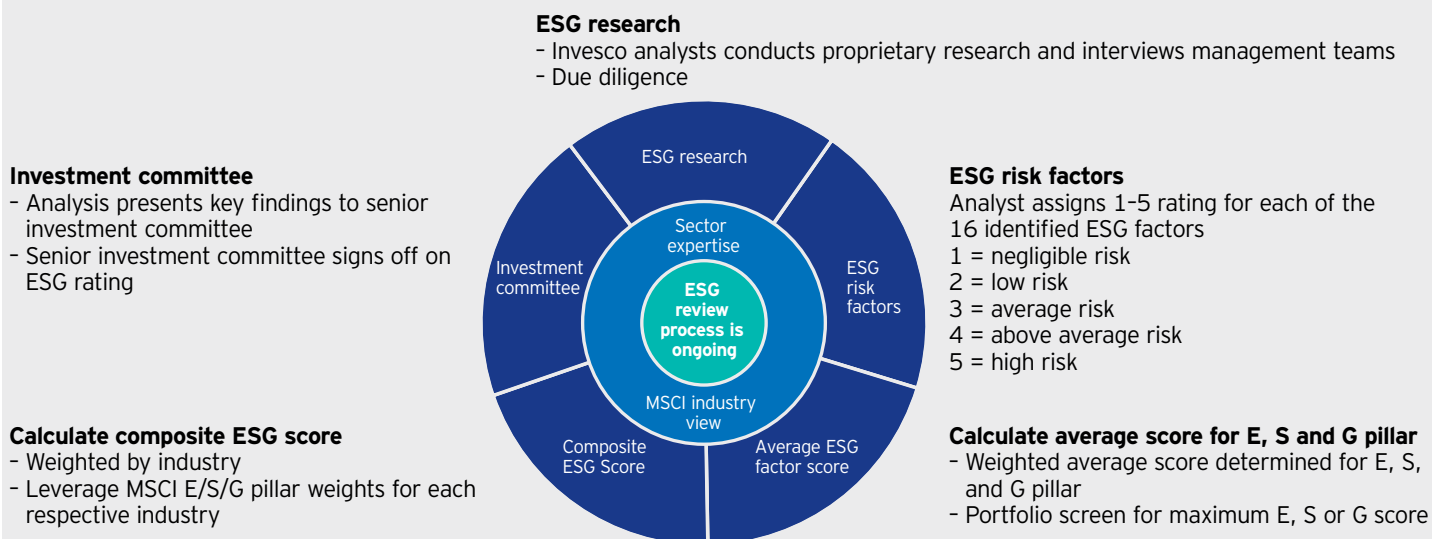 ESG research
– Invesco analysts conducts proprietary research and interviews management teams
– Due diligence
Investment committee
– Analysis presents key findings to senior
investment committee
– Senior investment committee signs off on
ESG rating
Calculate composite ESG score
– Weighted by industry
– Leverage MSCI E/S/G pillar weights for each
respective industry
ESG research
Investment
committee
ESG
risk
factors
Composite
ESG Score
Average ESG
factor score
Sector
expertise
ESG
review
process is
ongoing
MSCI industry
view
ESG risk factors
Analyst assigns 1–5 rating for each of the
16 identified ESG factors
1 = negligible risk
2 = low risk
3 = average risk
4 = above average risk
5 = high risk
Calculate average score for E, S and G pillar
– Weighted average score determined for E, S,
and G pillar
– Portfolio screen for maximum E, S or G score